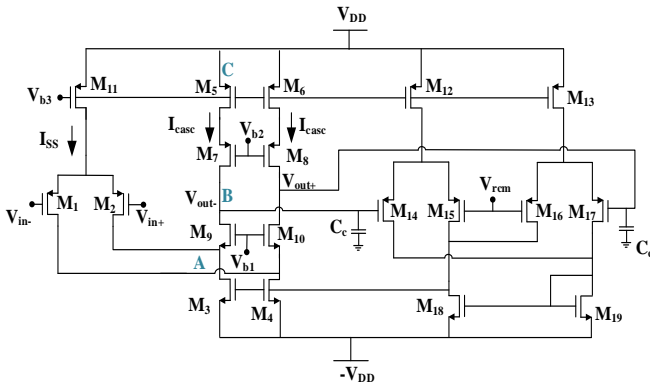 V_DD
C
V_b3 M_11 M_5 M_6 M_12 M_13
I_SS I_casc V_b2 I_casc
M_7 M_8
V_out+
V_in- M_1 M_2 V_in+ V_out- B M_14 M_15 V_rcm M_16 M_17
C_c C_c
M_9 M_10
V_b1
A
M_3 M_4 M_18 M_19
-V_DD